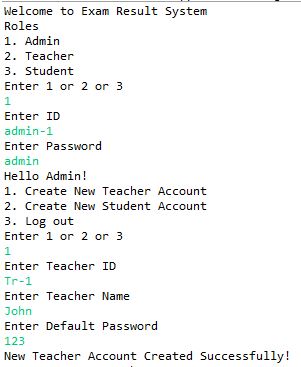 Welcome to Exam Result System
Roles
1. Admin
2. Teacher
3. Student
Enter 1 or 2 or 3
1
Enter ID
admin-1
Enter Password
admin
Hello Admin!
1. Create New Teacher Account
2. Create New Student Account
3. Log out
Enter 1 or 2 or 3
1
Enter Teacher ID
Tr-1
Enter Teacher Name
John
Enter Default Password
123
New Teacher Account Created Successfully!